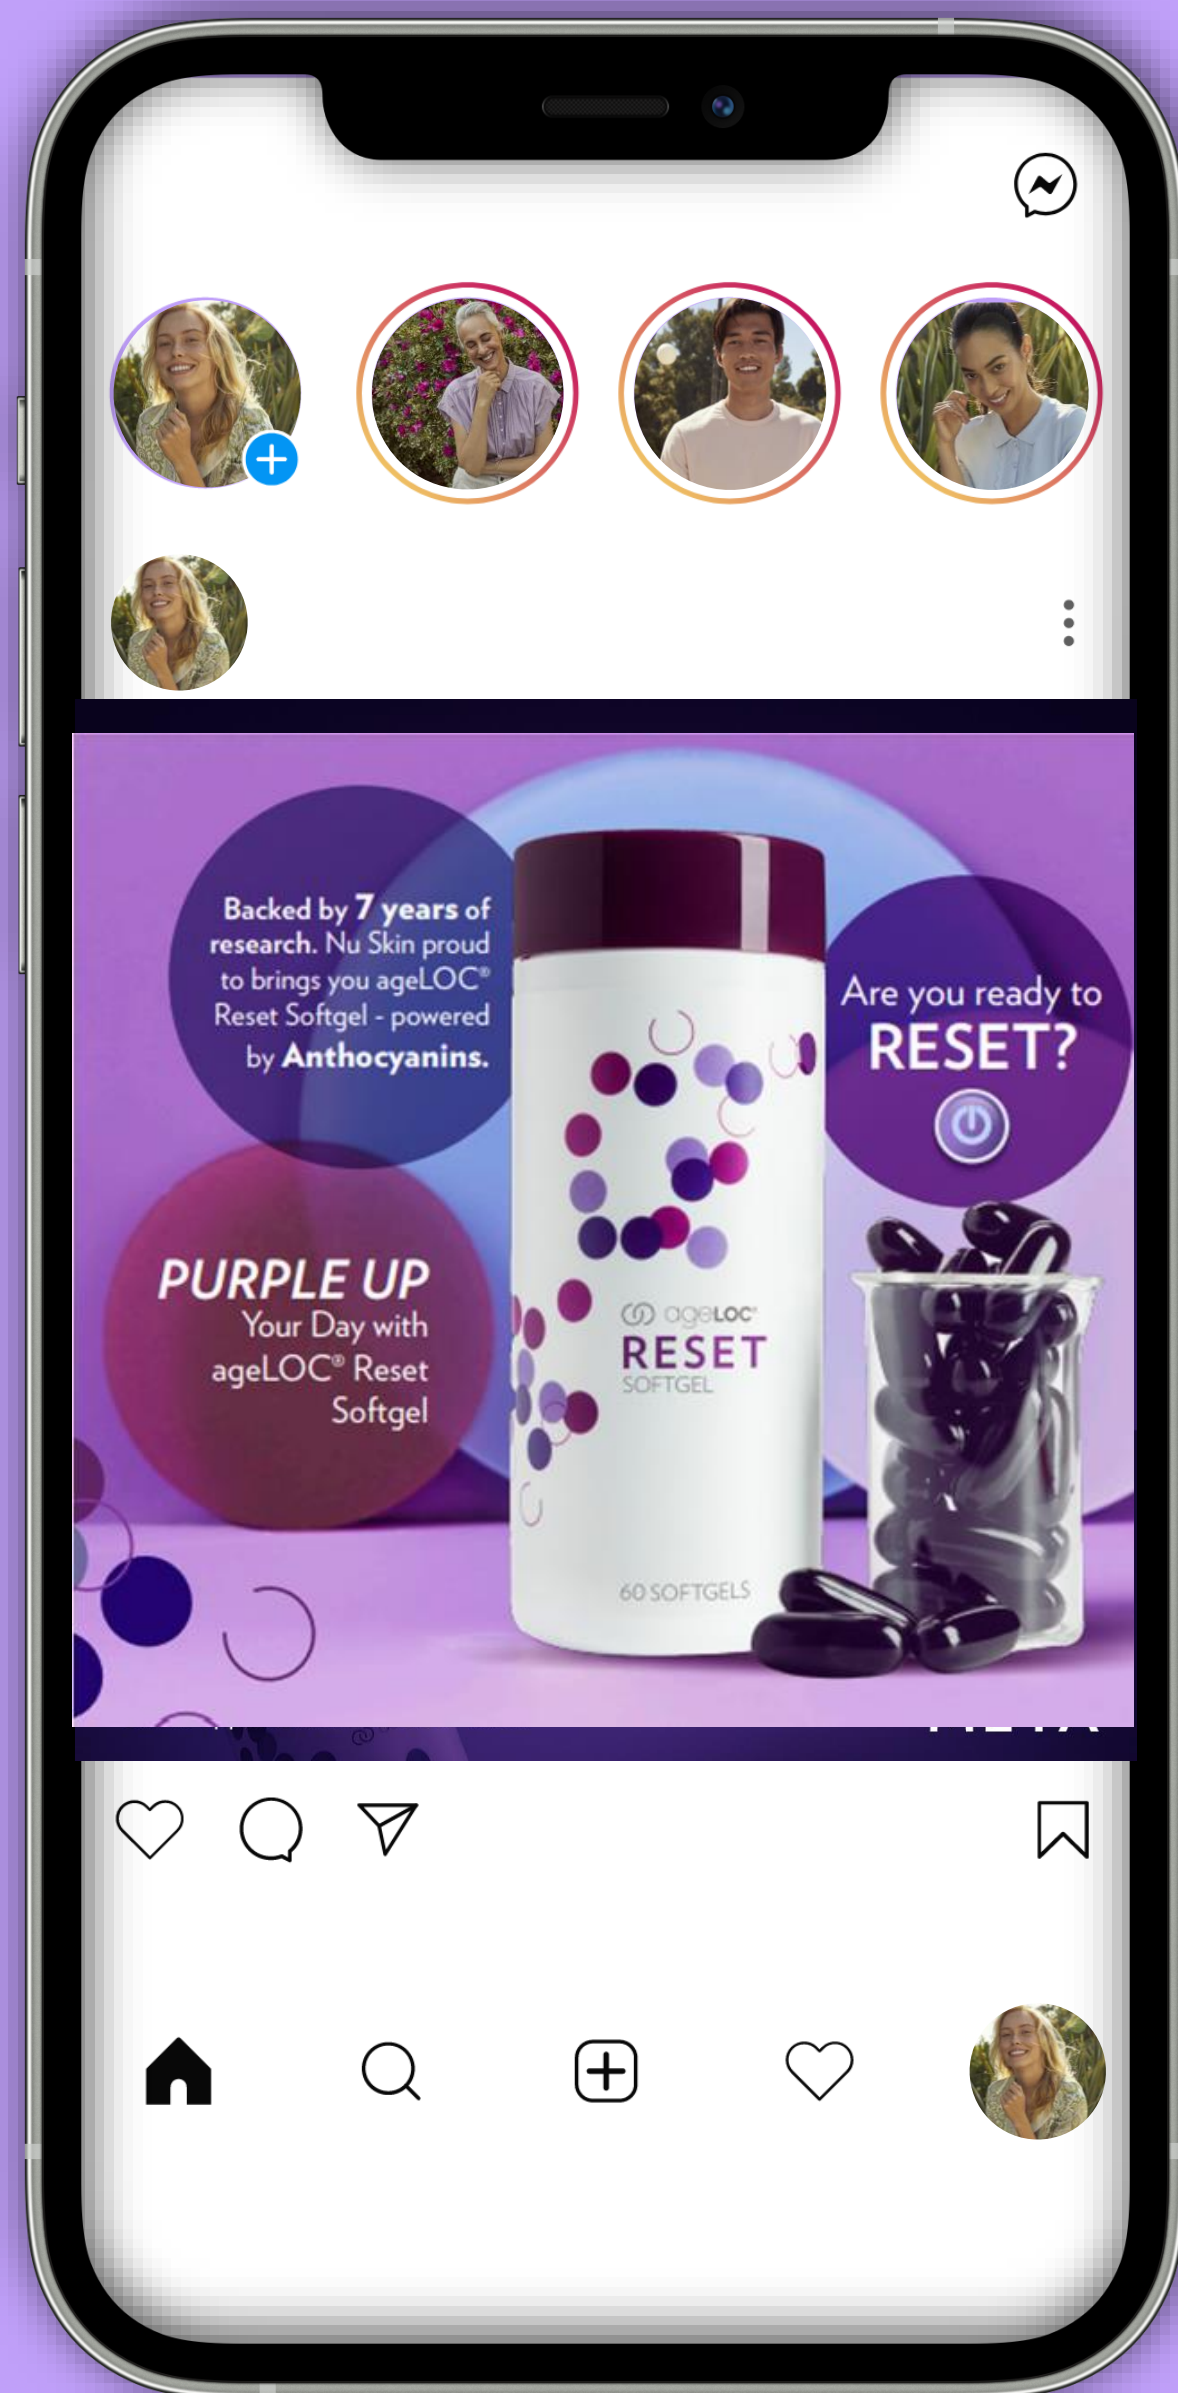 Backed by 7 years of
research. Nu Skin proud
to brings you ageLOC®
Reset Softgel - powered
by Anthocyanins.
Are you ready to
RESET?
PURPLE UP
Your Day with
ageLOC® Reset
Softgel
ageLOC®
RESET
SOFTGEL
60 SOFTGELS